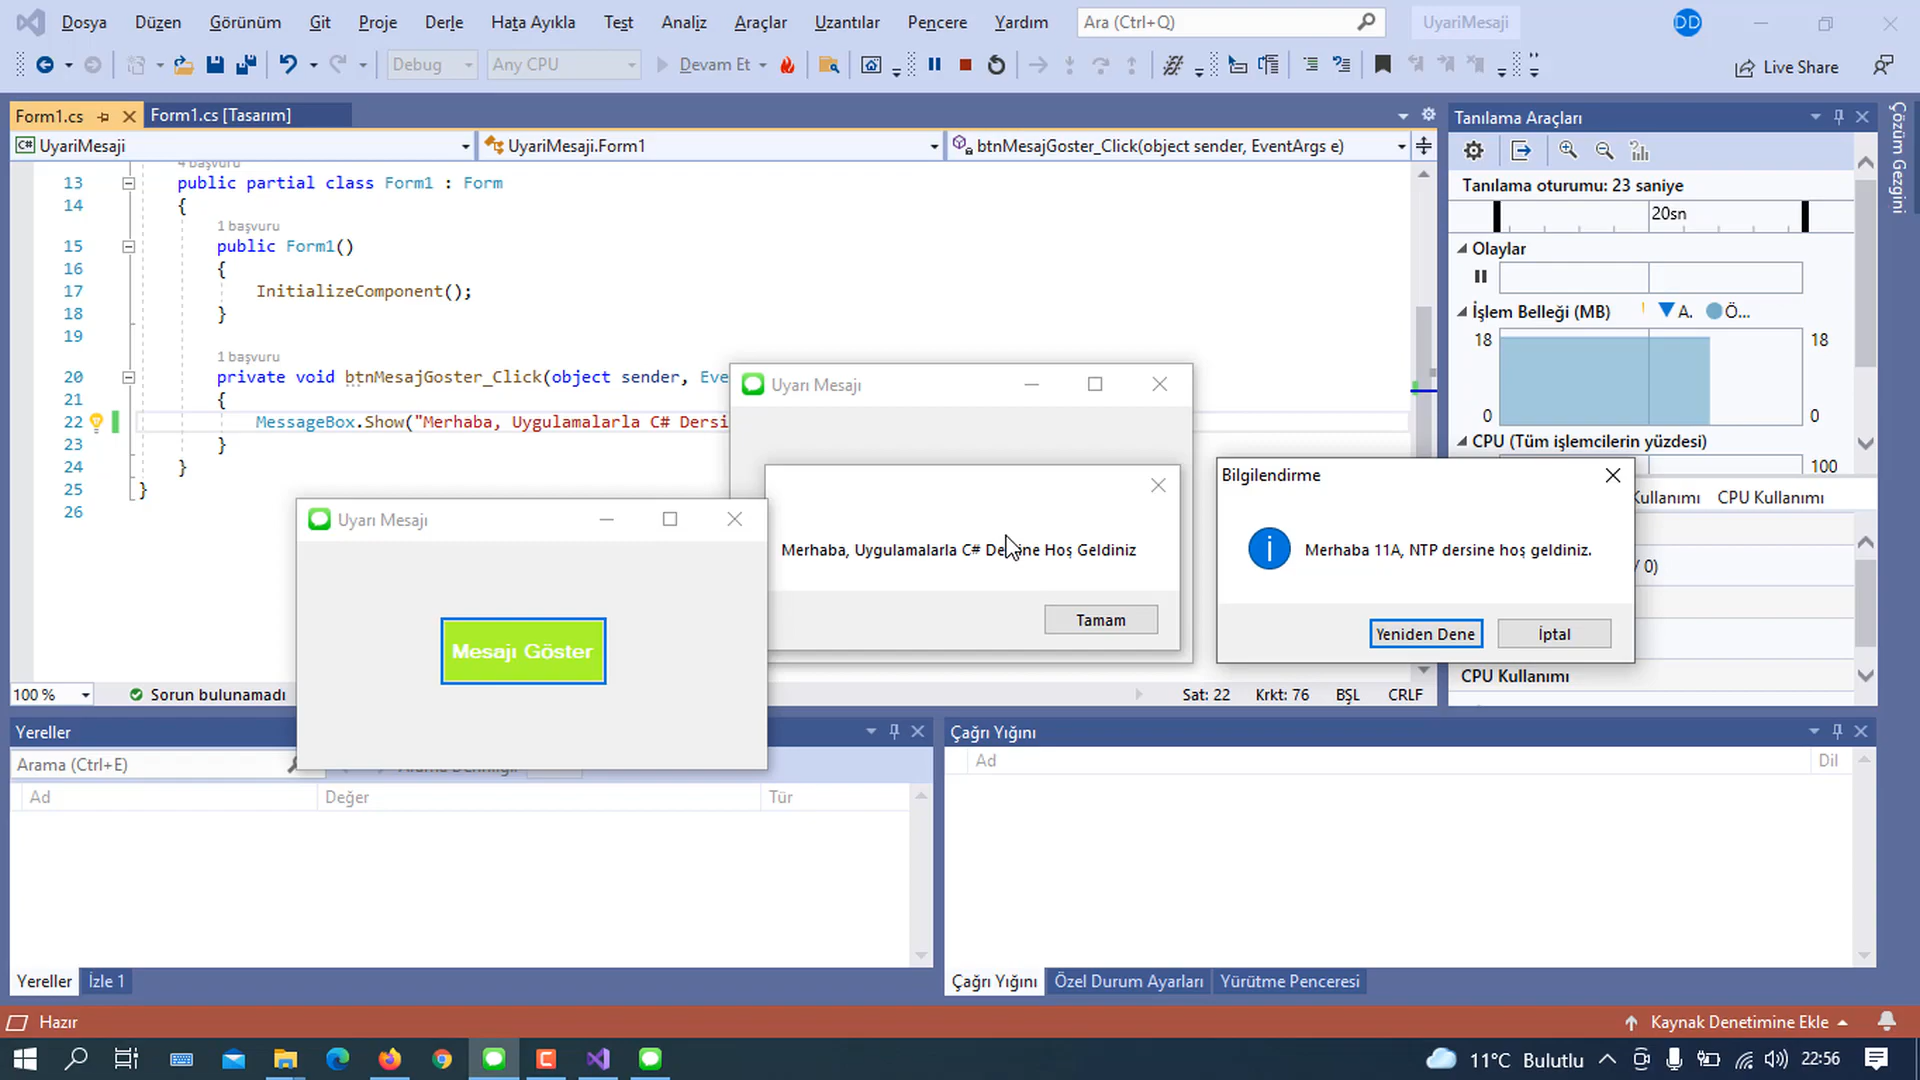 Dosya Düzen Görünüm Git Proje Derle Hata Ayıkla Test Analiz Araçlar Uzantılar Pencere Yardım Ara (Ctrl+Q) UyariMesaji DD
Debug Any CPU Devam Et Live Share
Form1.cs Form1.cs [Tasarım]
C# UyariMesaji UyariMesaji.Form1 btnMesajGoster_Click(object sender, EventArgs e)
4 başvuru
13 public partial class Form1 : Form
14 {
1 başvuru
15 public Form1()
16 {
17 InitializeComponent();
18 }
19
1 başvuru
20 private void btnMesajGoster_Click(object sender, Eve
21 {
22 MessageBox.Show("Merhaba, Uygulamalarla C# Dersi
23 }
24 }
25 }
26
100 % Sorun bulunamadı
Sat: 22 Krkt: 76 BŞL CRLF
Uyarı Mesajı
Mesajı Göster
Uyarı Mesajı
Merhaba, Uygulamalarla C# Dersine Hoş Geldiniz
Tamam
Bilgilendirme
Merhaba 11A, NTP dersine hoş geldiniz.
Yeniden Dene İptal
Tanılama Araçları
Tanılama oturumu: 23 saniye
20sn
Olaylar
İşlem Belleği (MB) A. Ö...
18 18
0 0
CPU (Tüm işlemcilerin yüzdesi)
100
Kullanımı CPU Kullanımı
/ 0)
CPU Kullanımı
Çözüm Gezgini
Yereller
Arama (Ctrl+E)
Ad Değer Tür
Yereller İzle 1
Çağrı Yığını
Ad Dil
Çağrı Yığını Özel Durum Ayarları Yürütme Penceresi
Hazır Kaynak Denetimine Ekle
11°C Bulutlu 22:56